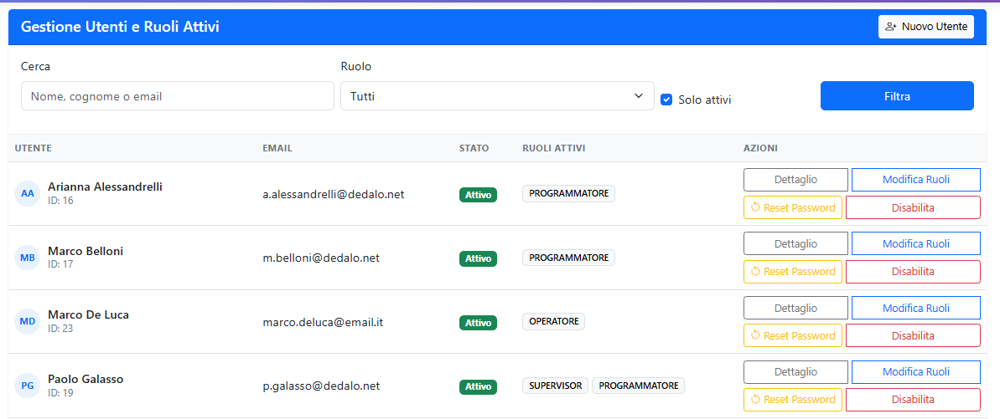 Gestione Utenti e Ruoli Attivi
Nuovo Utente
Cerca
Ruolo
Nome, cognome o email
Tutti
Solo attivi
Filtra
UTENTE EMAIL STATO RUOLI ATTIVI AZIONI
AA
Arianna Alessandrelli
ID: 16
a.alessandrelli@dedalo.net
Attivo
PROGRAMMATORE
Dettaglio
Modifica Ruoli
Reset Password
Disabilita
MB
Marco Belloni
ID: 17
m.belloni@dedalo.net
Attivo
PROGRAMMATORE
Dettaglio
Modifica Ruoli
Reset Password
Disabilita
MD
Marco De Luca
ID: 23
marco.deluca@email.it
Attivo
OPERATORE
Dettaglio
Modifica Ruoli
Reset Password
Disabilita
PG
Paolo Galasso
ID: 19
p.galasso@dedalo.net
Attivo
SUPERVISOR
PROGRAMMATORE
Dettaglio
Modifica Ruoli
Reset Password
Disabilita